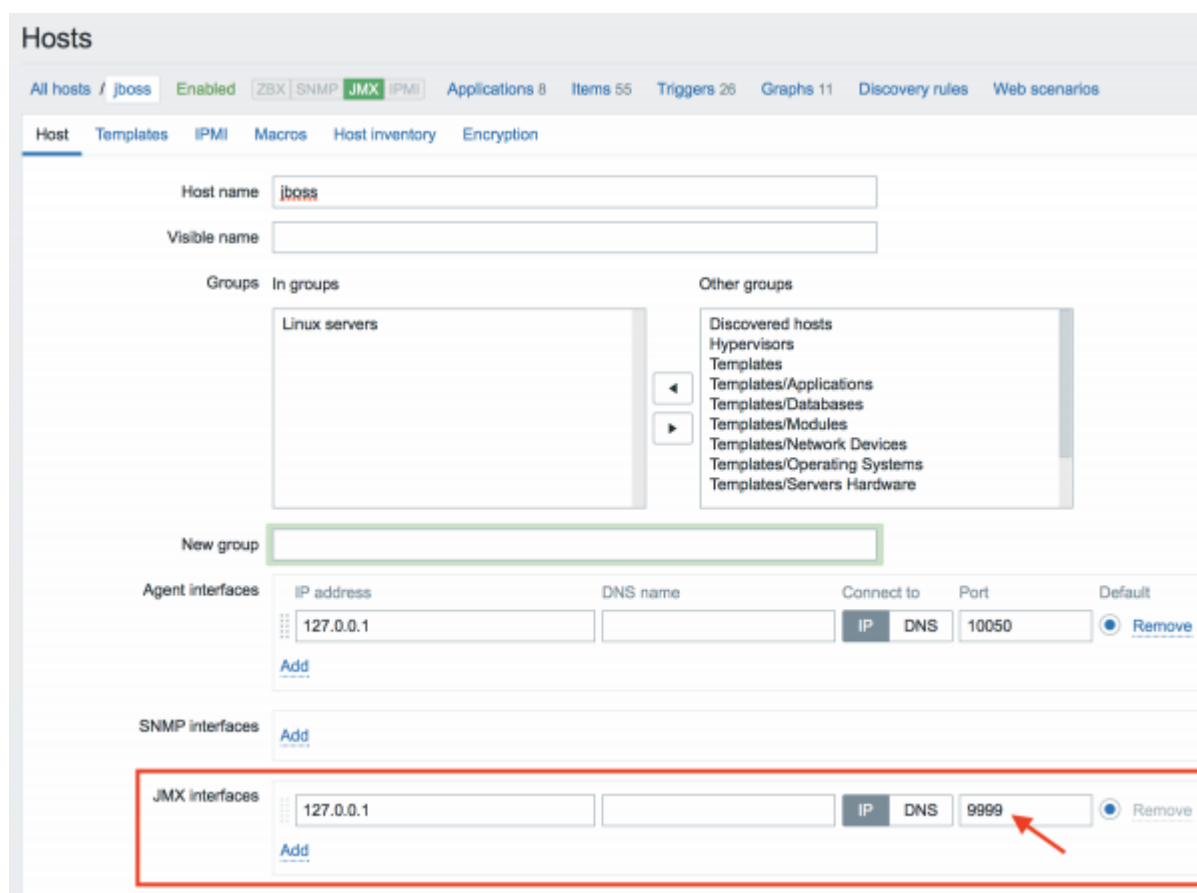 Hosts
All hosts / jboss Enabled ZBX SNMP JMX IPMI Applications 8 Items 55 Triggers 26 Graphs 11 Discovery rules Web scenarios
Host Templates IPMI Macros Host inventory Encryption
Host name jboss
Visible name
Groups In groups Other groups
Linux servers
Discovered hosts
Hypervisors
Templates
Templates/Applications
Templates/Databases
Templates/Modules
Templates/Network Devices
Templates/Operating Systems
Templates/Servers Hardware
New group
Agent interfaces IP address DNS name Connect to Port Default
127.0.0.1 IP DNS 10050 Remove
Add
SNMP interfaces Add
JMX interfaces 127.0.0.1 IP DNS 9999 Remove
Add